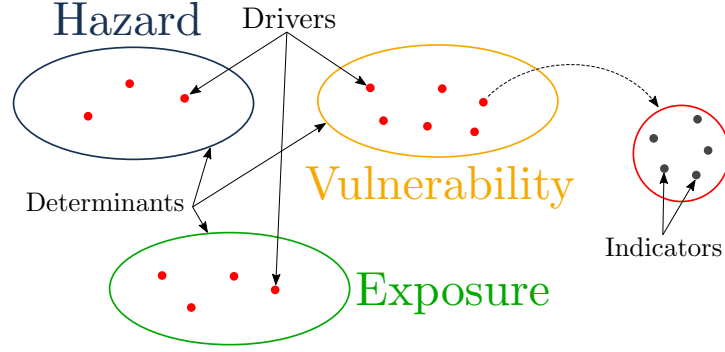 Hazard
Drivers
Vulnerability
Determinants
Indicators
Exposure